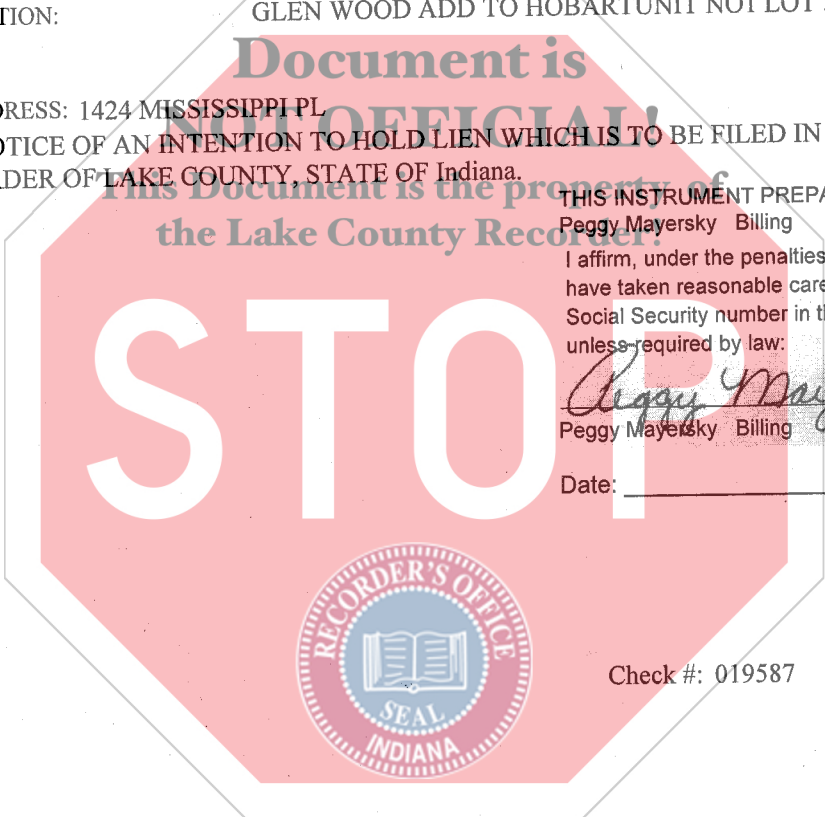 TION: GLEN WOOD ADD TO HOBARTUNIT NO1 LOT
Document is
DRESS: 1424 MISSISSIPPI PL
NOT OFFICIAL!
OTICE OF AN INTENTION TO HOLD LIEN WHICH IS TO BE FILED IN
DER OF LAKE COUNTY, STATE OF Indiana.
This Document is the property of
THIS INSTRUMENT PREPA
the Lake County Recorder!
Peggy Mayersky Billing
I affirm, under the penalties
have taken reasonable care
Social Security number in th
unless required by law:
STOP
Peggy May
Peggy Mayersky Billing
Date:
RECORDER'S OFFICE
SEAL
INDIANA
Check #: 019587